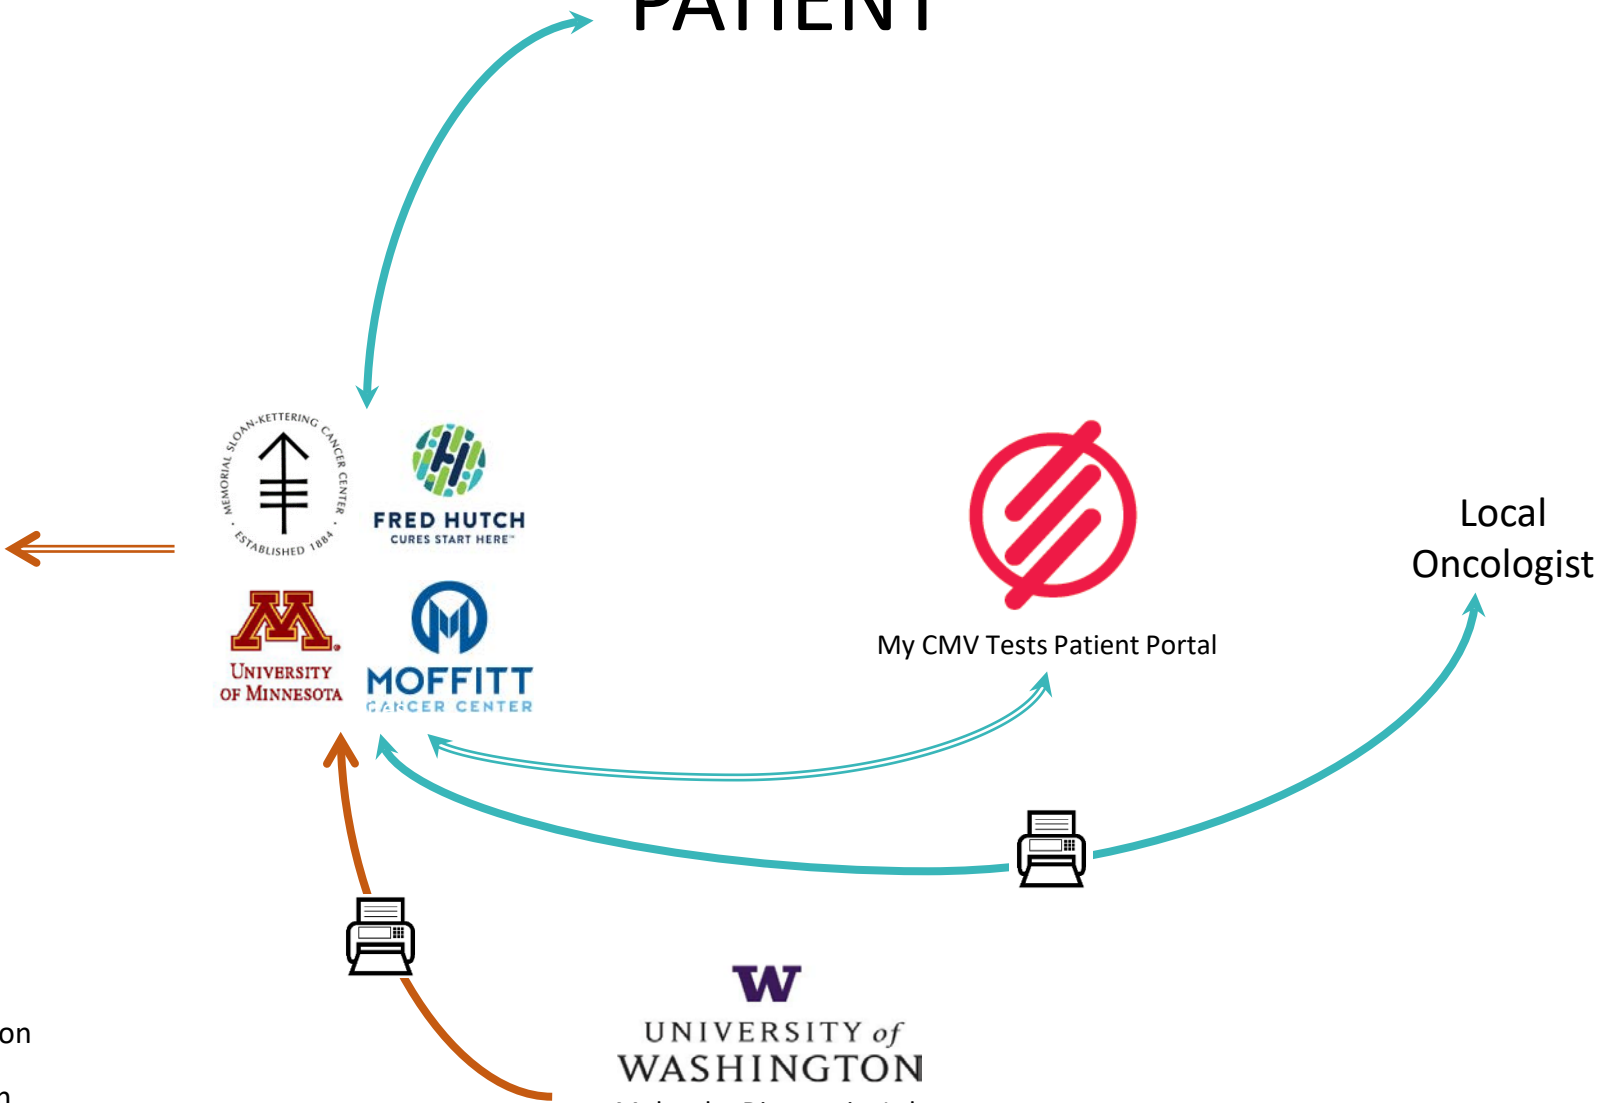 PATIENT
MEMORIAL SLOAN-KETTERING CANCER CENTER
· ESTABLISHED 1884 ·
FRED HUTCH
CURES START HERE™
UNIVERSITY
OF MINNESOTA
MOFFITT
CANCER CENTER
My CMV Tests Patient Portal
Local
Oncologist
W
UNIVERSITY of
WASHINGTON
on